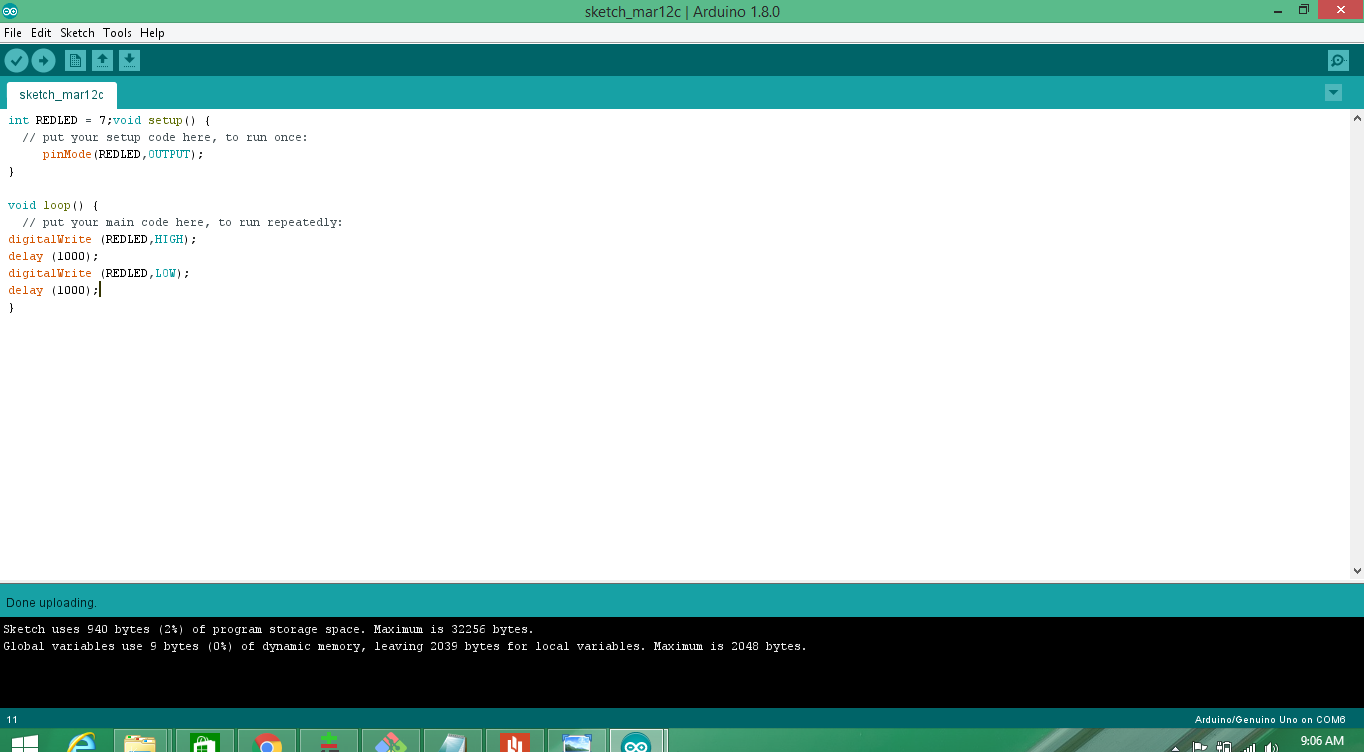 sketch_mar12c | Arduino 1.8.0
File Edit Sketch Tools Help
sketch_mar12c
int REDLED = 7;void setup() {
  // put your setup code here, to run once:
     pinMode(REDLED,OUTPUT);
}

void loop() {
  // put your main code here, to run repeatedly:
digitalWrite (REDLED,HIGH);
delay (1000);
digitalWrite (REDLED,LOW);
delay (1000);
}
Done uploading.
Sketch uses 940 bytes (2%) of program storage space. Maximum is 32256 bytes.
Global variables use 9 bytes (0%) of dynamic memory, leaving 2039 bytes for local variables. Maximum is 2048 bytes.
11 Arduino/Genuino Uno on COM6
9:06 AM